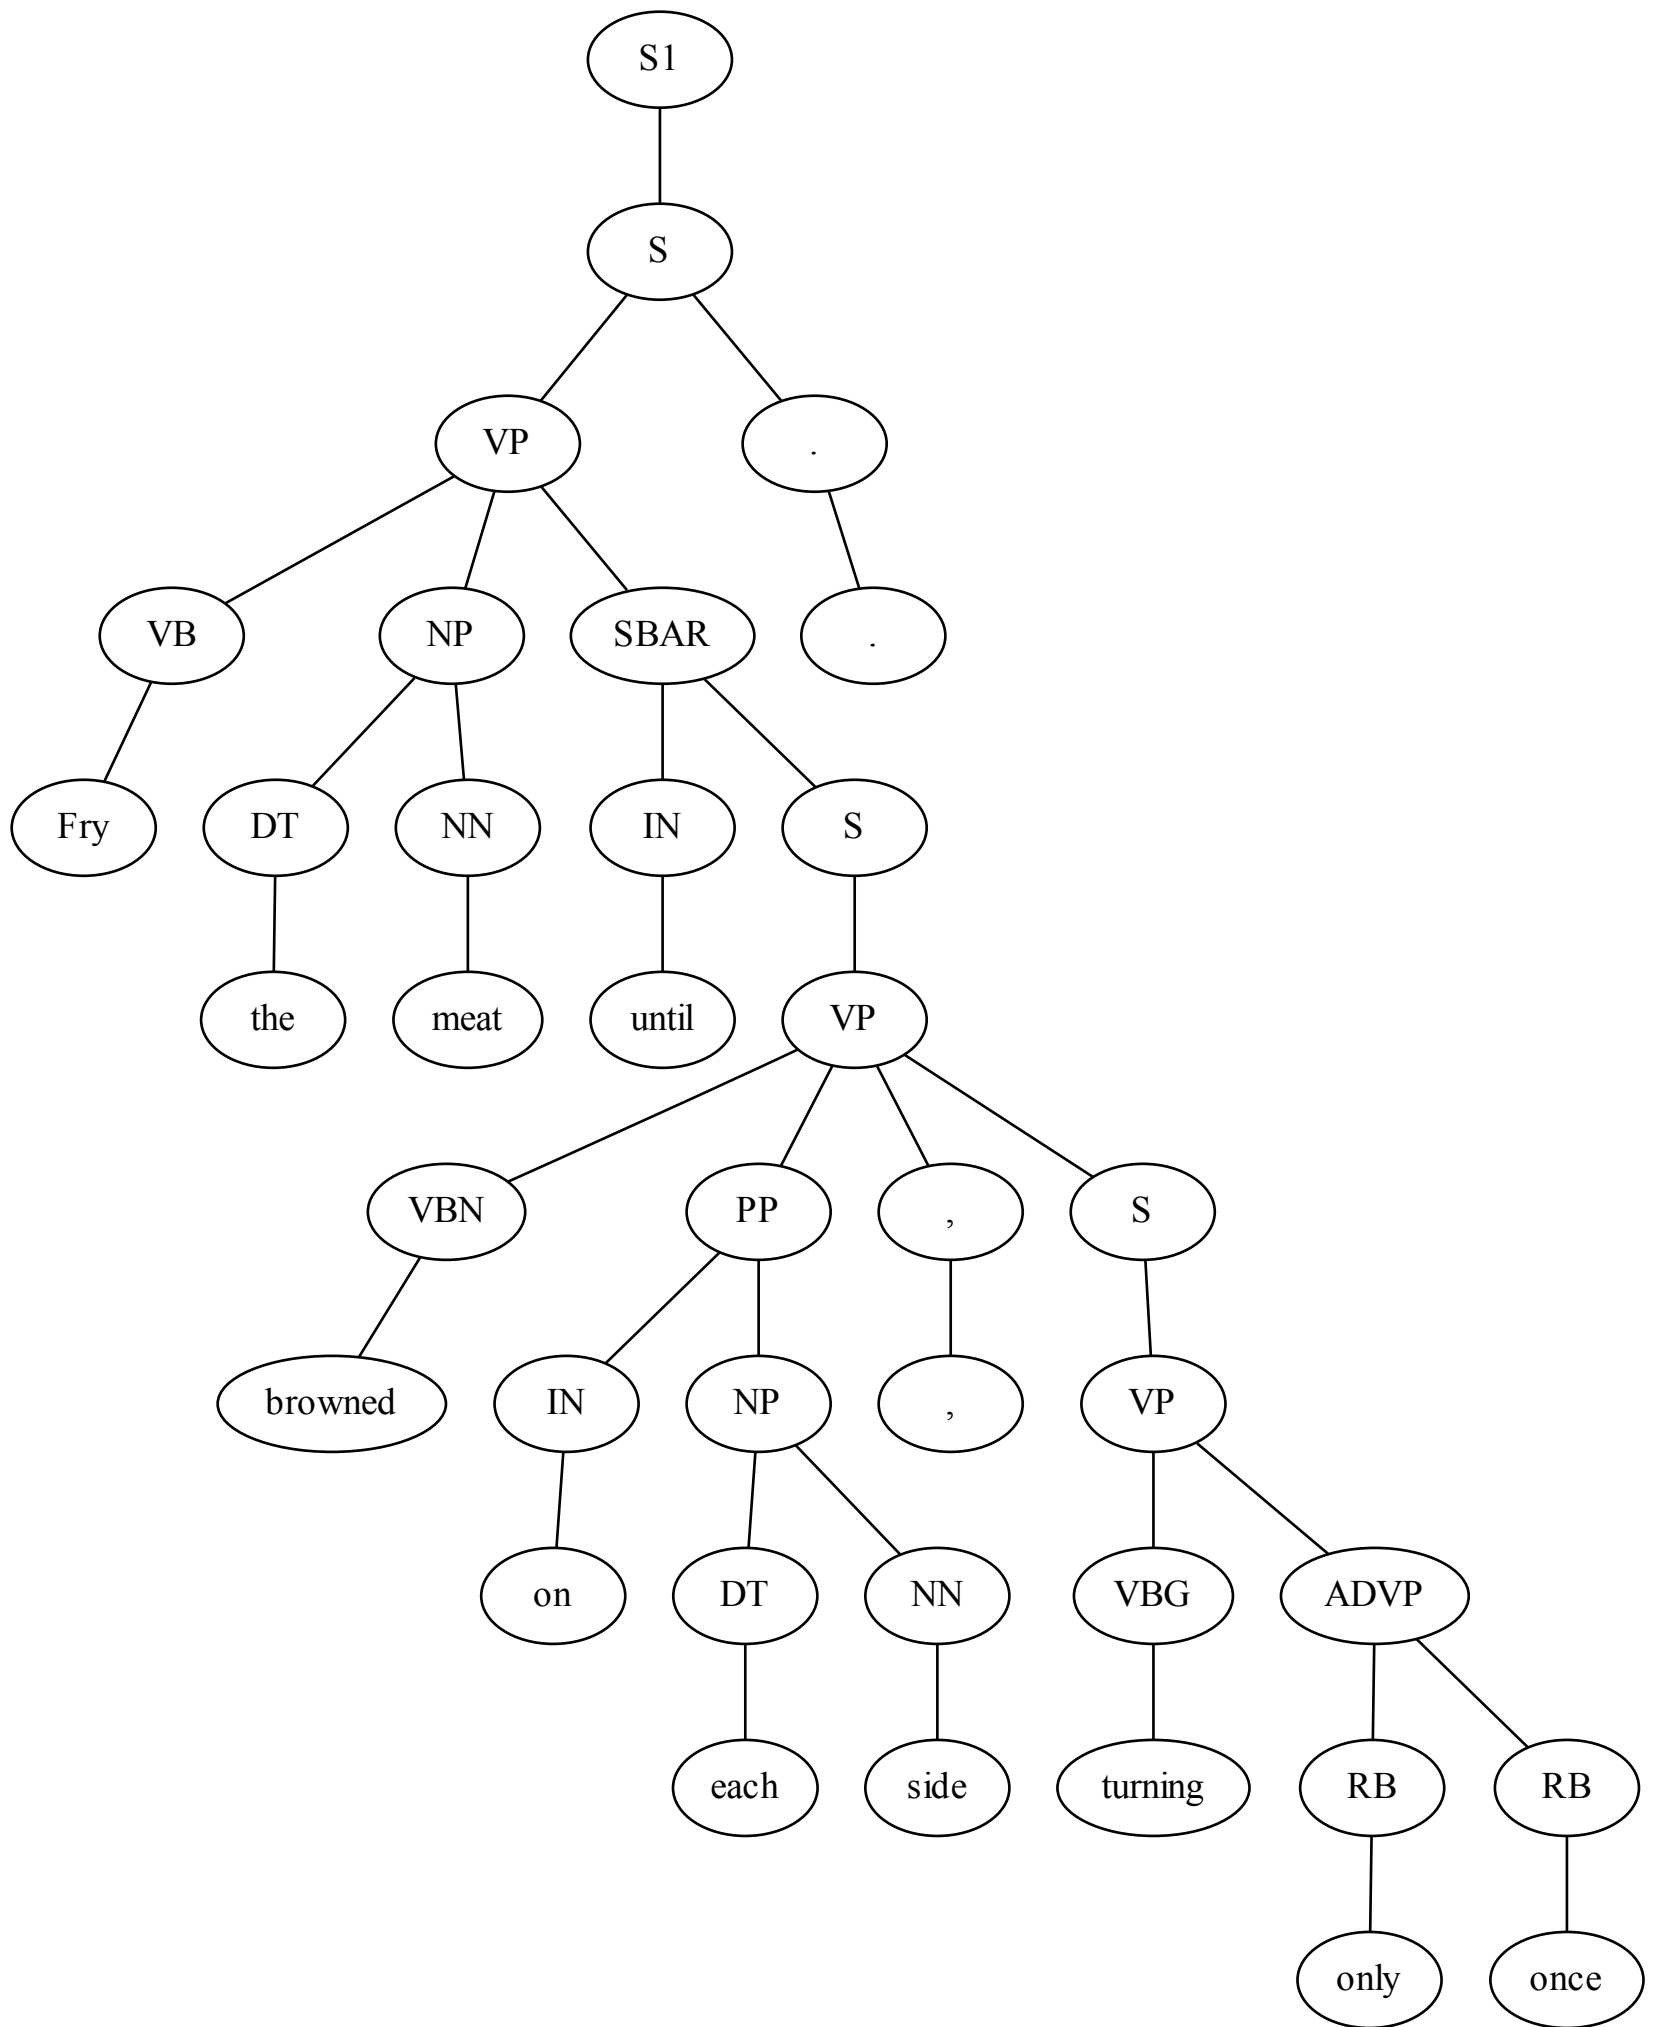 S1
S
VP .
VB NP SBAR .
Fry DT NN IN S
the meat until VP
VBN PP , S
browned IN NP , VP
on DT NN VBG ADVP
each side turning RB RB
only once